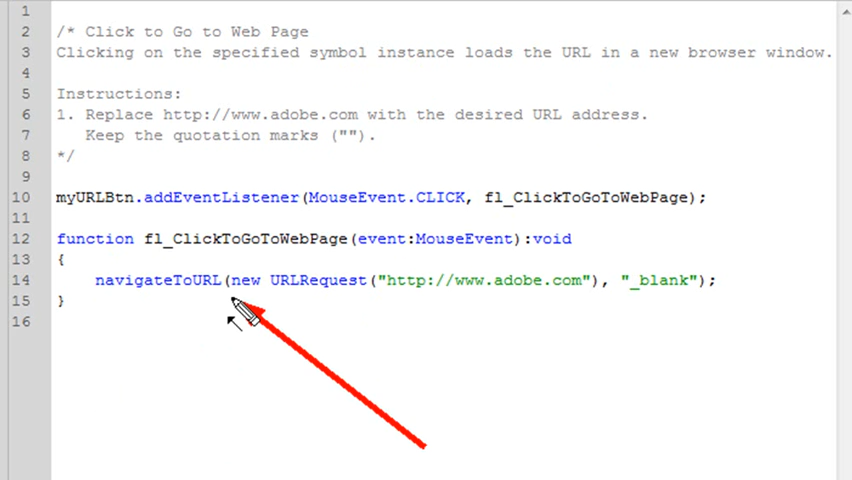 1
2 /* Click to Go to Web Page
3 Clicking on the specified symbol instance loads the URL in a new browser window.
4
5 Instructions:
6 1. Replace http://www.adobe.com with the desired URL address.
7 Keep the quotation marks ("").
8 */
9
10 myURLBtn.addEventListener(MouseEvent.CLICK, fl_ClickToGoToWebPage);
11
12 function fl_ClickToGoToWebPage(event:MouseEvent):void
13 {
14 navigateToURL(new URLRequest("http://www.adobe.com"), "_blank");
15 }
16